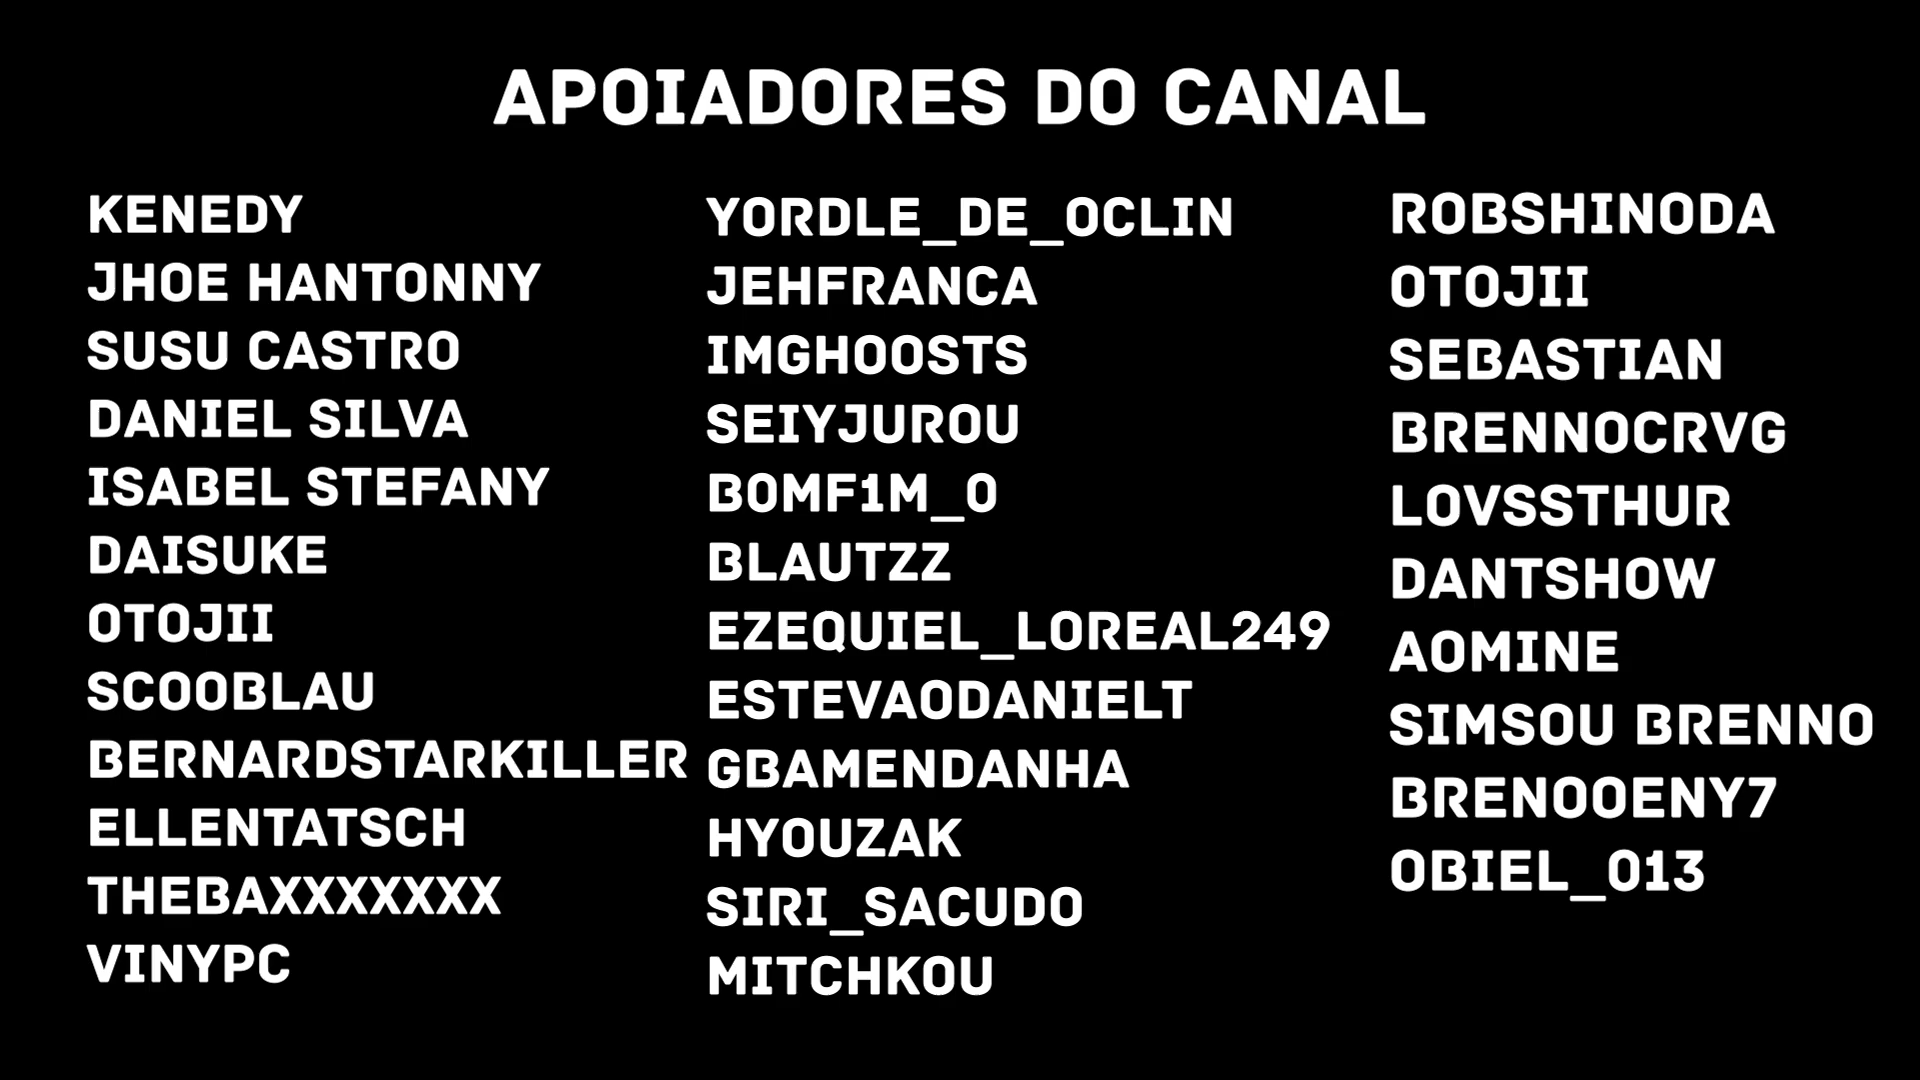 APOIADORES DO CANAL
KENEDY
JHOE HANTONNY
SUSU CASTRO
DANIEL SILVA
ISABEL STEFANY
DAISUKE
OTOJII
SCOOBLAU
BERNARDSTARKILLER
ELLENTATSCH
THEBAXXXXXXX
VINYPC
YORDLE_DE_OCLIN
JEHFRANCA
IMGHOOSTS
SEIYJUROU
B0MF1M_0
BLAUTZZ
EZEQUIEL_LOREAL249
ESTEVAODANIELT
GBAMENDANHA
HYOUZAK
SIRI_SACUDO
MITCHKOU
ROBSHINODA
OTOJII
SEBASTIAN
BRENNOCRVG
LOVSSTHUR
DANTSHOW
AOMINE
SIMSOU BRENNO
BRENOOENY7
OBIEL_013